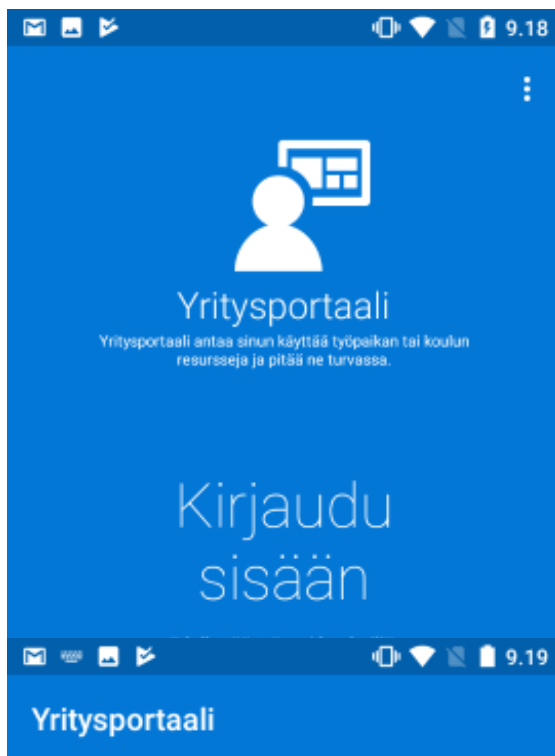 9.18
Yritysportaali
Yritysportaali antaa sinun käyttää työpaikan tai koulun
resursseja ja pitää ne turvassa.
Kirjaudu
sisään
9.19
Yritysportaali